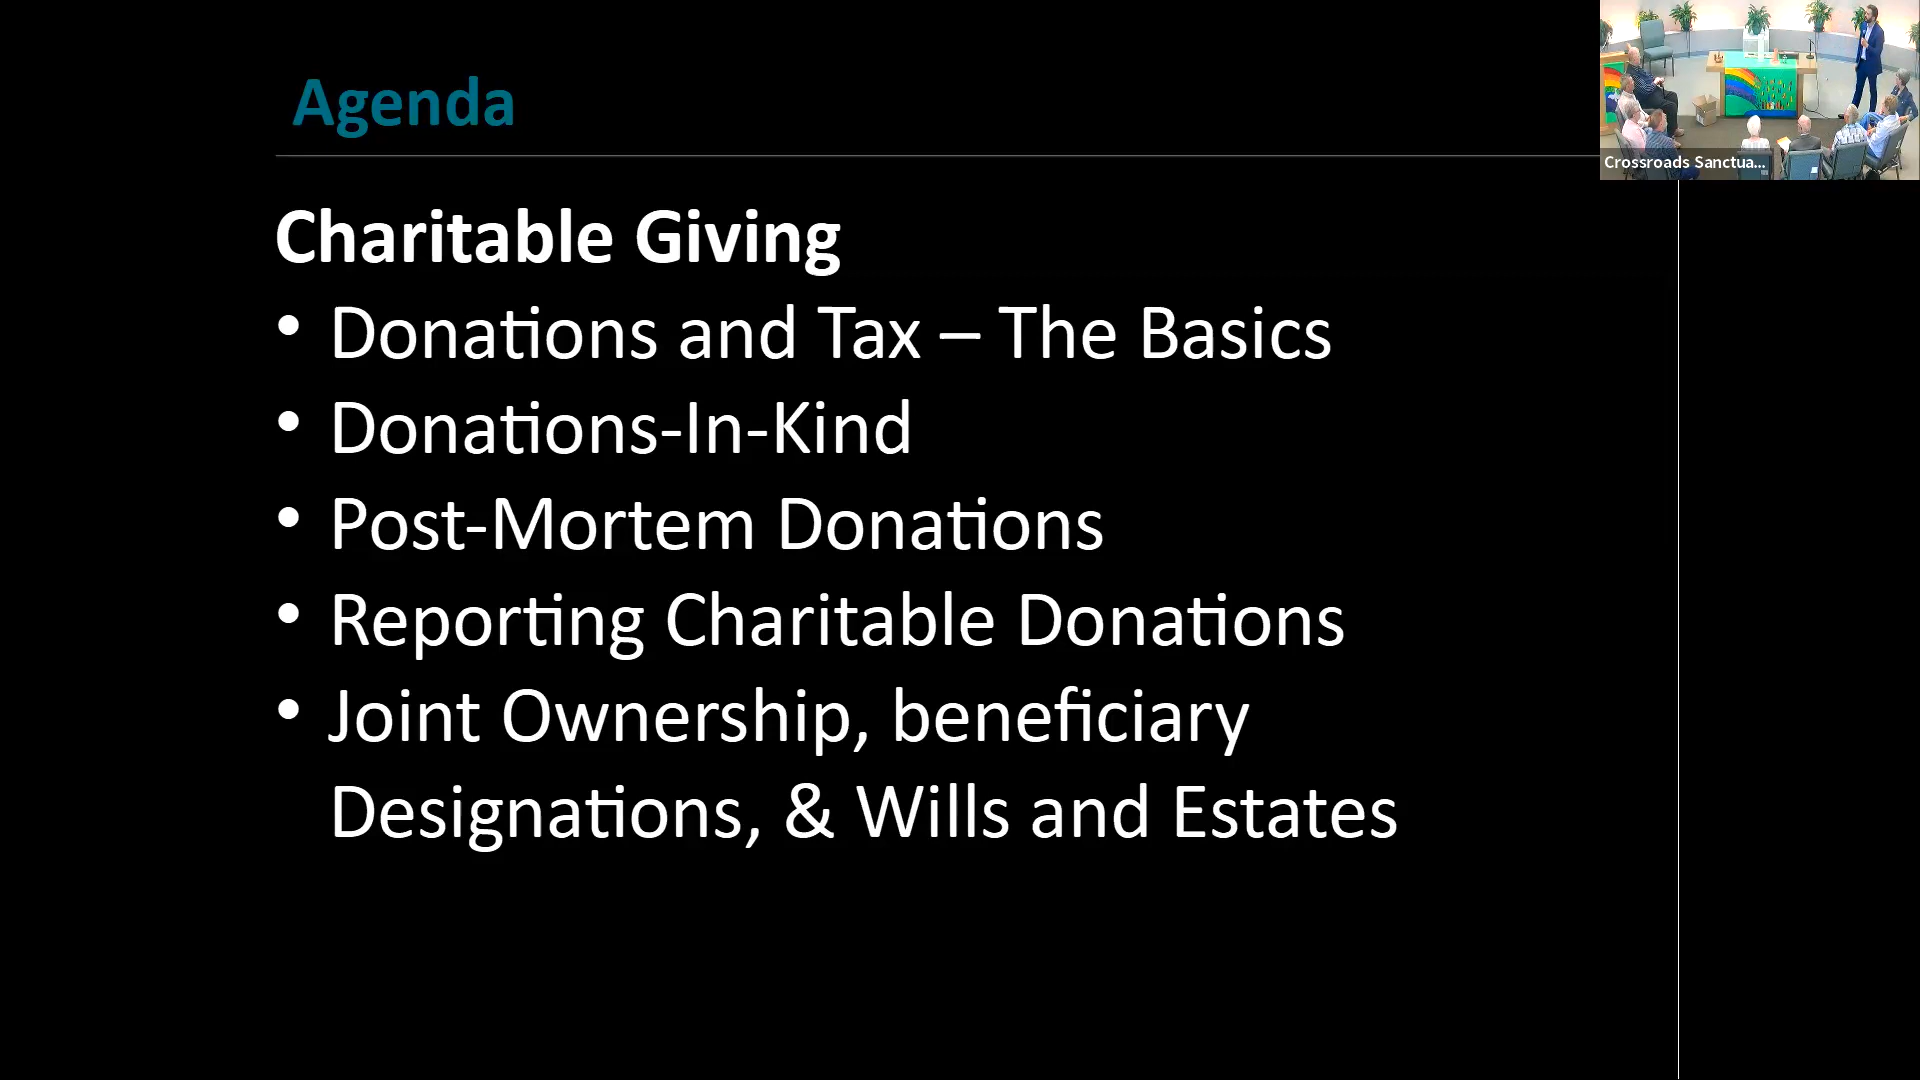 Agenda
Charitable Giving
• Donations and Tax – The Basics
• Donations-In-Kind
• Post-Mortem Donations
• Reporting Charitable Donations
• Joint Ownership, beneficiary
Designations, & Wills and Estates
Crossroads Sanctua...